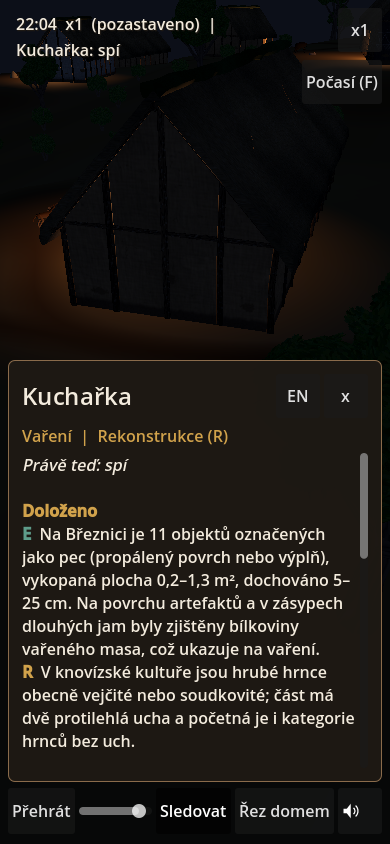 22:04  x1  (pozastaveno)  |
Kuchařka: spí
x1
Počasí (F)
Kuchařka
EN
x
Vaření  |  Rekonstrukce (R)
Právě teď: spí
Doloženo
E  Na Březnici je 11 objektů označených
jako pec (propálený povrch nebo výplň),
vykopaná plocha 0,2–1,3 m², dochováno 5–
25 cm. Na povrchu artefaktů a v zásypech
dlouhých jam byly zjištěny bílkoviny
vařeného masa, což ukazuje na vaření.
R  V knovízské kultuře jsou hrubé hrnce
obecně vejčité nebo soudkovité; část má
dvě protilehlá ucha a početná je i kategorie
hrnců bez uch.
Přehrát
Sledovat
Řez domem